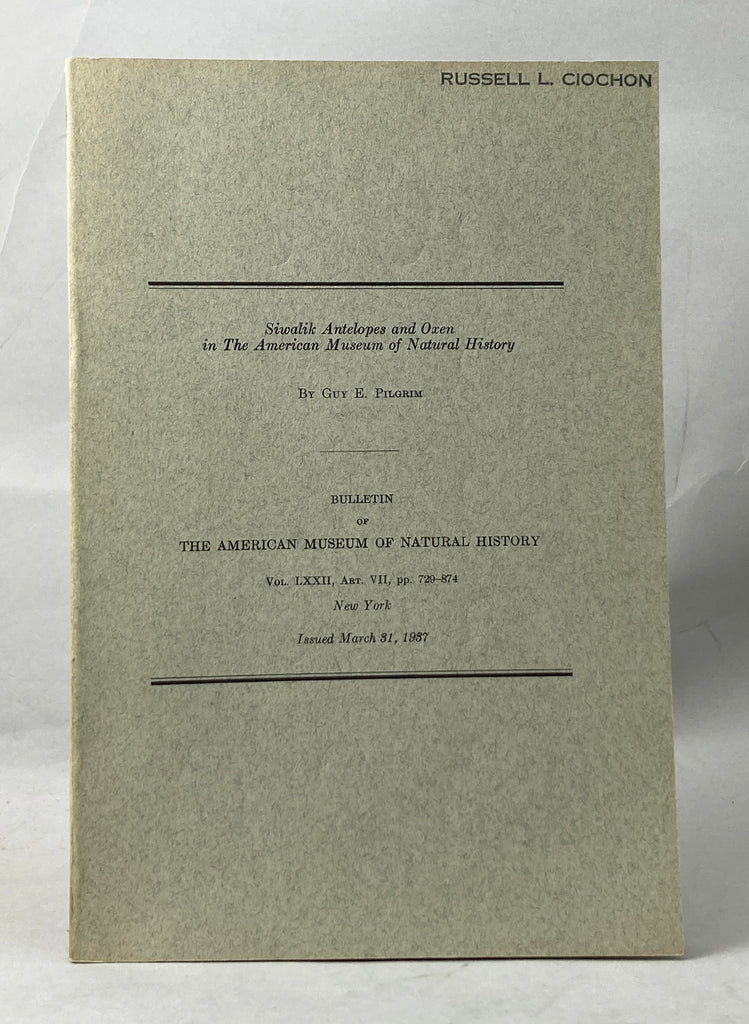 RUSSELL L. CIOCHON
Siwalik Antelopes and Oxen
in The American Museum of Natural History
By Guy E. Pilgrim
BULLETIN
OF
THE AMERICAN MUSEUM OF NATURAL HISTORY
Vol. LXXII, Art. VII, pp. 729–874
New York
Issued March 31, 1937